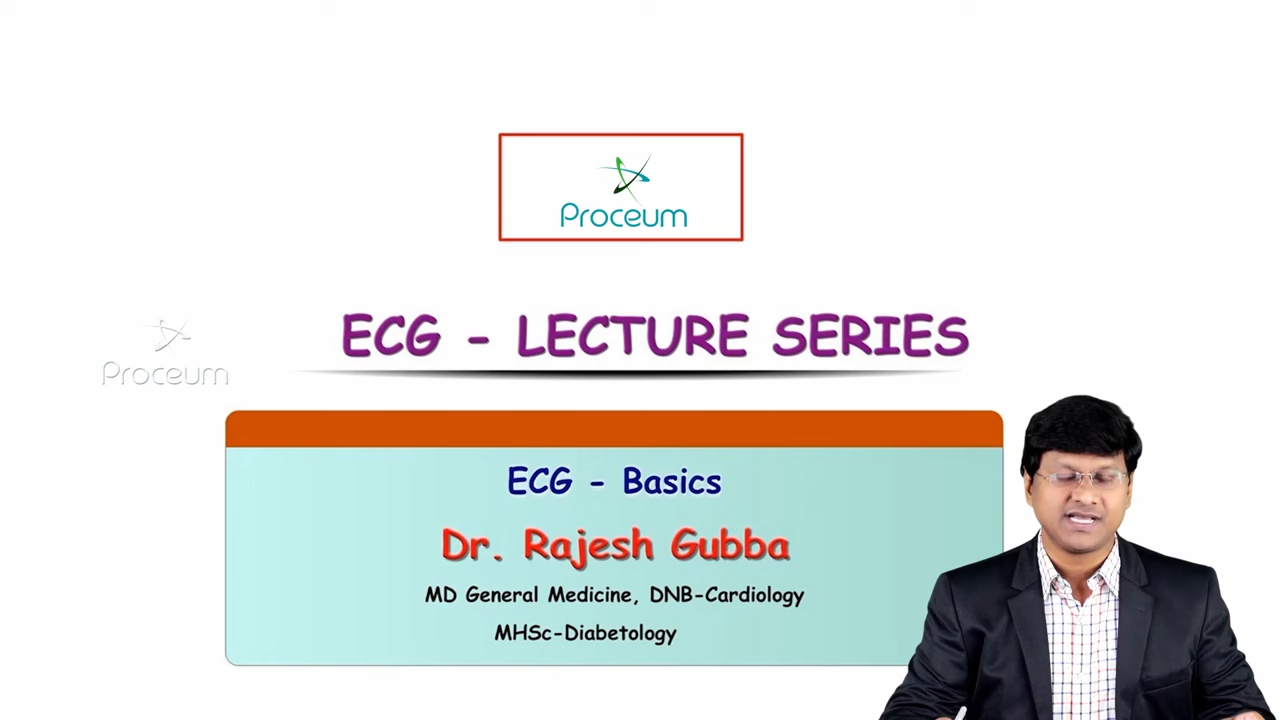 Proceum
ECG - LECTURE SERIES
Proceum
ECG - Basics
Dr. Rajesh Gubba
MD General Medicine, DNB-Cardiology
MHSc-Diabetology